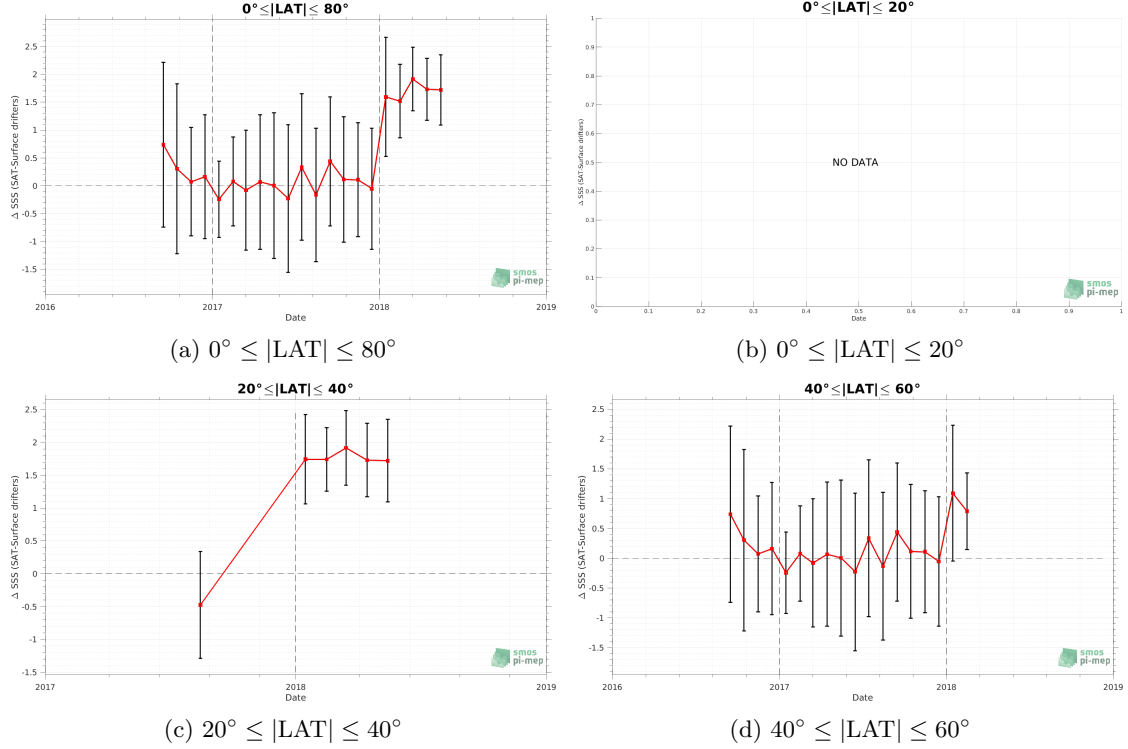 0°≤|LAT|≤ 80°
2.5
2
1.5
1
0.5
0
-0.5
-1
-1.5
Δ SSS (SAT-Surface drifters)
smos
pi-mep
2016 2017 2018 2019
Date
(a) 0° ≤ |LAT| ≤ 80°
0°≤|LAT|≤ 20°
1
0.9
0.8
0.7
0.6
0.5
0.4
0.3
0.2
0.1
0
Δ SSS (SAT-Surface drifters)
NO DATA
smos
pi-mep
0 0.1 0.2 0.3 0.4 0.5 0.6 0.7 0.8 0.9 1
Date
(b) 0° ≤ |LAT| ≤ 20°
20°≤|LAT|≤ 40°
2.5
2
1.5
1
0.5
0
-0.5
-1
-1.5
Δ SSS (SAT-Surface drifters)
smos
pi-mep
2017 2018 2019
Date
(c) 20° ≤ |LAT| ≤ 40°
40°≤|LAT|≤ 60°
2.5
2
1.5
1
0.5
0
-0.5
-1
-1.5
Δ SSS (SAT-Surface drifters)
smos
pi-mep
2016 2017 2018 2019
Date
(d) 40° ≤ |LAT| ≤ 60°